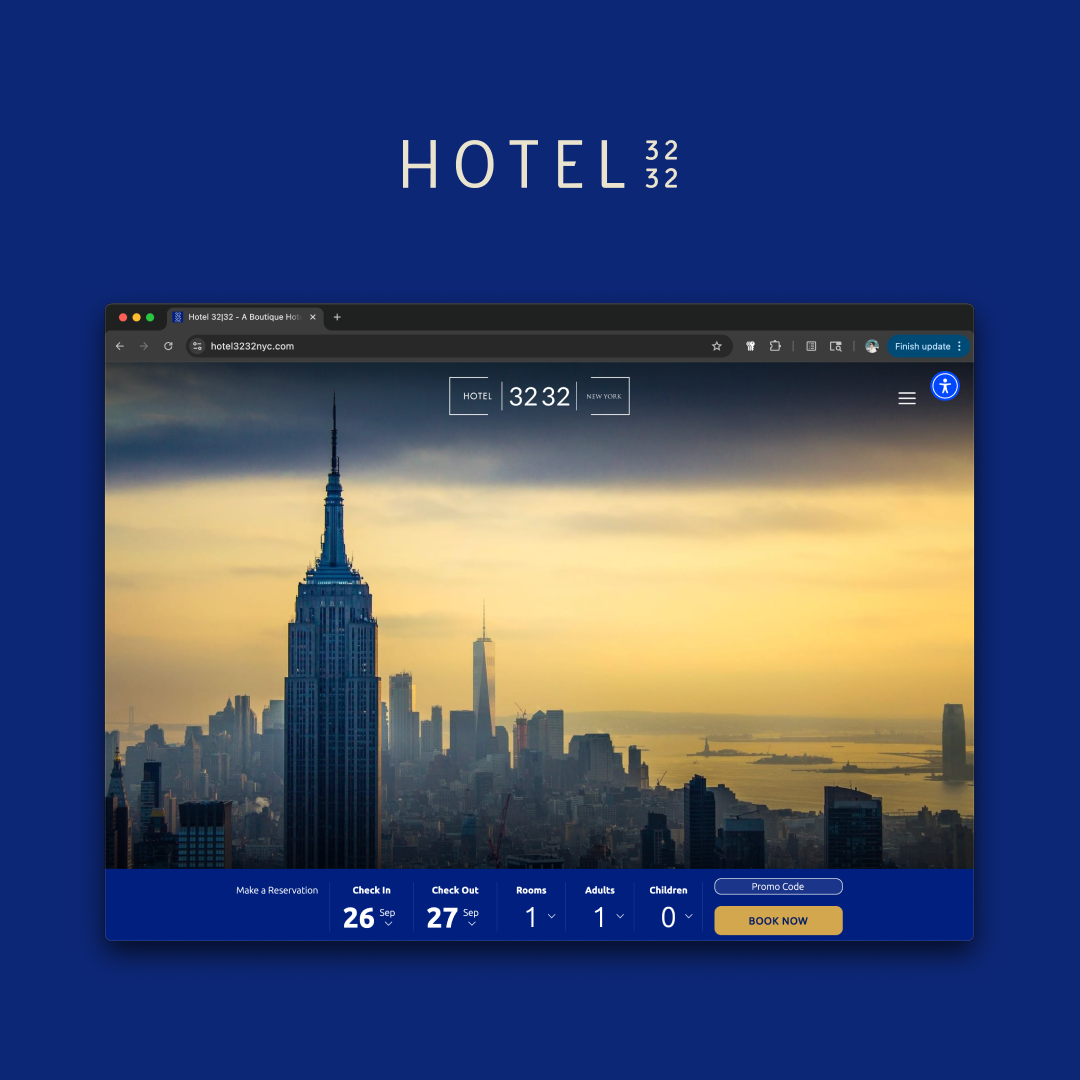 HOTEL 32
32
Hotel 32|32 - A Boutique Hot
hotel3232nyc.com
Finish update
HOTEL 32 32 NEW YORK
Make a Reservation
Check In
26 Sep
Check Out
27 Sep
Rooms
1
Adults
1
Children
0
Promo Code
BOOK NOW